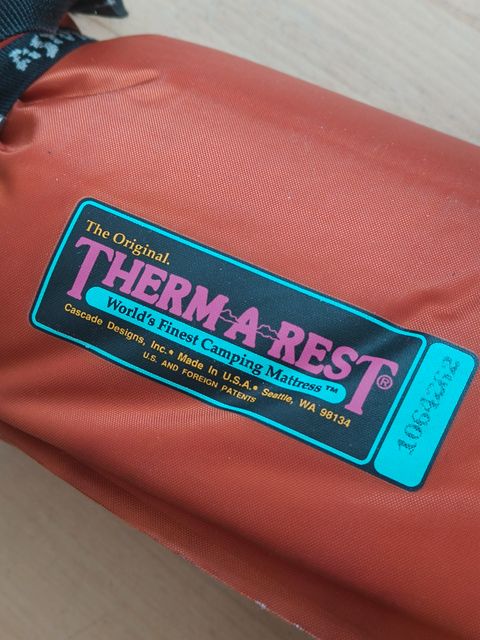 The Original.
THERM-A-REST®
World's Finest Camping Mattress™
Cascade Designs, Inc.• Made In U.S.A.• Seattle, WA 98134
U.S. AND FOREIGN PATENTS